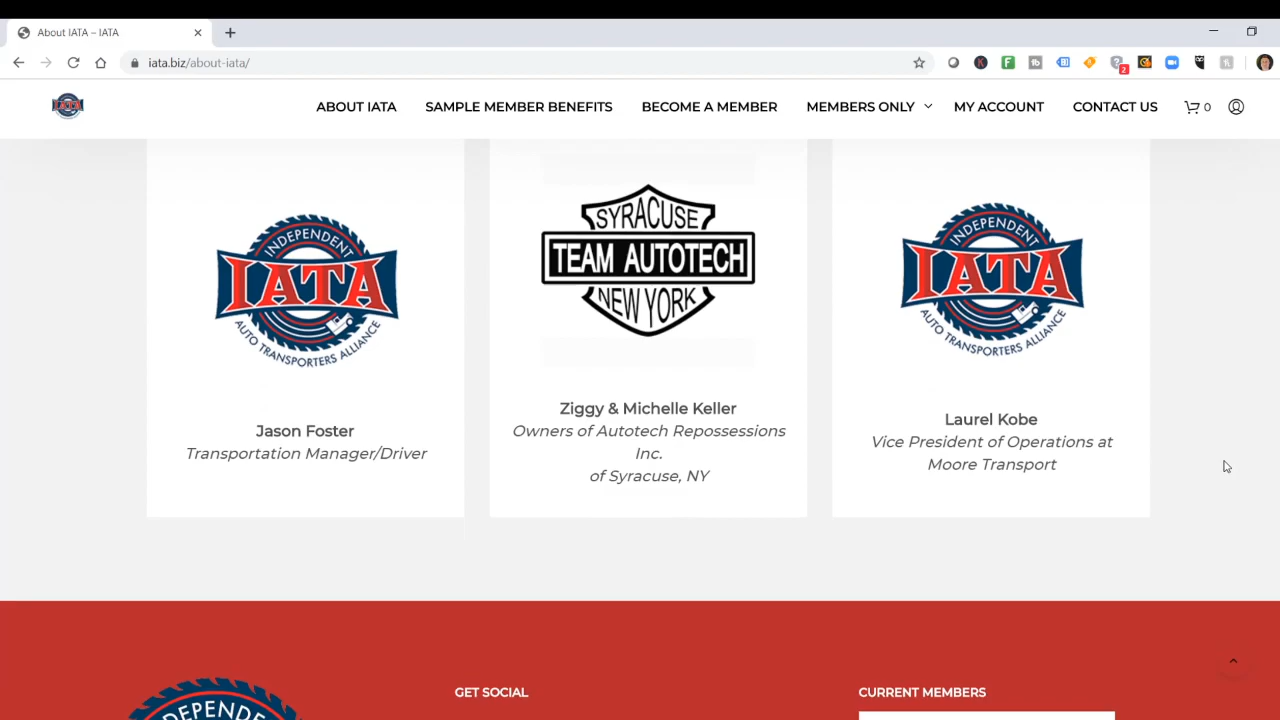 About IATA – IATA
iata.biz/about-iata/
2
IATA
ABOUT IATA
SAMPLE MEMBER BENEFITS
BECOME A MEMBER
MEMBERS ONLY
MY ACCOUNT
CONTACT US
0
INDEPENDENT
IATA
AUTO TRANSPORTERS ALLIANCE
Jason Foster
Transportation Manager/Driver
SYRACUSE
TEAM AUTOTECH
NEW YORK
Ziggy & Michelle Keller
Owners of Autotech Repossessions
Inc.
of Syracuse, NY
INDEPENDENT
IATA
AUTO TRANSPORTERS ALLIANCE
Laurel Kobe
Vice President of Operations at
Moore Transport
INDEPENDENT
GET SOCIAL
CURRENT MEMBERS